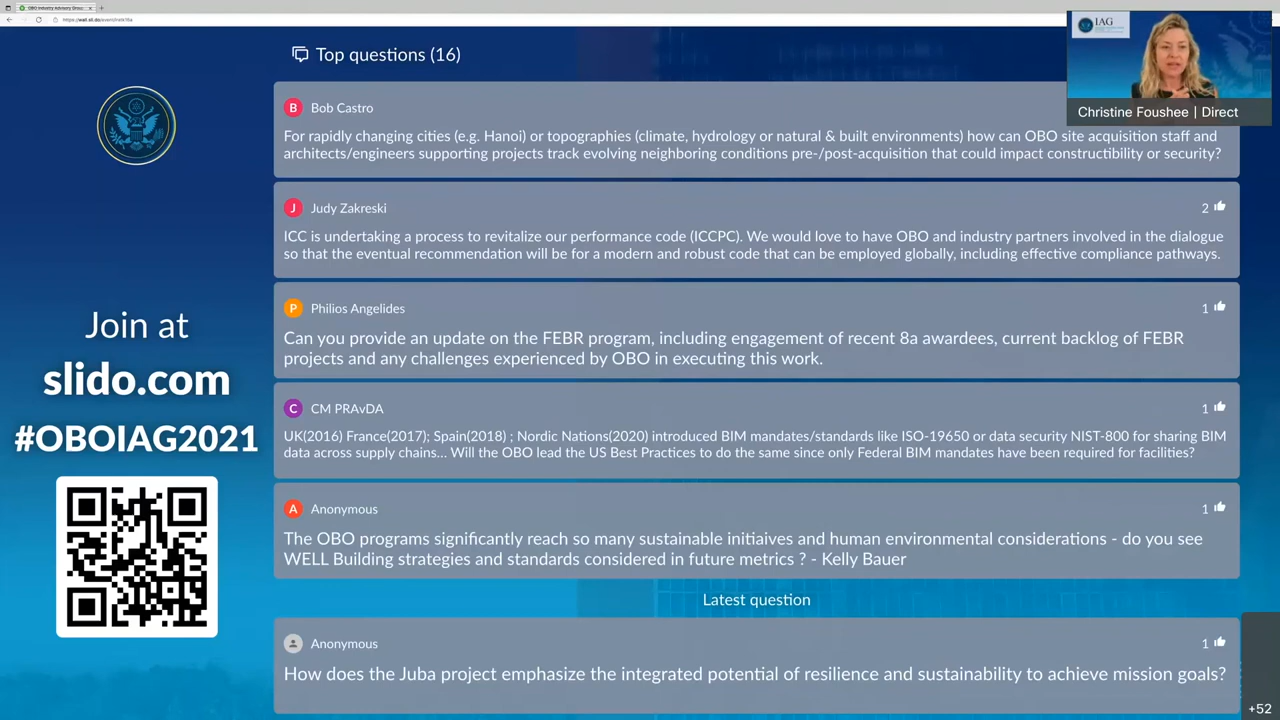 OBO Industry Advisory Group
Top questions (16)
IAG
Christine Foushee | Direct
B Bob Castro
For rapidly changing cities (e.g. Hanoi) or topographies (climate, hydrology or natural & built environments) how can OBO site acquisition staff and
architects/engineers supporting projects track evolving neighboring conditions pre-/post-acquisition that could impact constructibility or security?
J Judy Zakreski 2
ICC is undertaking a process to revitalize our performance code (ICCPC). We would love to have OBO and industry partners involved in the dialogue
so that the eventual recommendation will be for a modern and robust code that can be employed globally, including effective compliance pathways.
P Philios Angelides 1
Can you provide an update on the FEBR program, including engagement of recent 8a awardees, current backlog of FEBR
projects and any challenges experienced by OBO in executing this work.
C CM PRAvDA 1
UK(2016) France(2017); Spain(2018) ; Nordic Nations(2020) introduced BIM mandates/standards like ISO-19650 or data security NIST-800 for sharing BIM
data across supply chains... Will the OBO lead the US Best Practices to do the same since only Federal BIM mandates have been required for facilities?
A Anonymous 1
The OBO programs significantly reach so many sustainable initiaives and human environmental considerations - do you see
WELL Building strategies and standards considered in future metrics ? - Kelly Bauer
Latest question
Anonymous 1
How does the Juba project emphasize the integrated potential of resilience and sustainability to achieve mission goals?
Join at
slido.com
#OBOIAG2021
+52